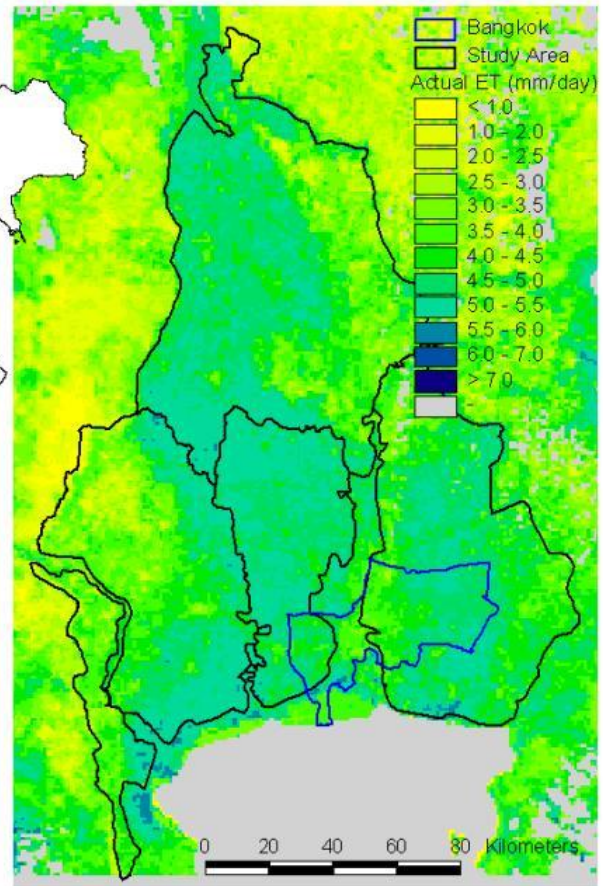 Bangkok
Study Area
Actual ET (mm/day)
< 1.0
1.0 - 2.0
2.0 - 2.5
2.5 - 3.0
3.0 - 3.5
3.5 - 4.0
4.0 - 4.5
4.5 - 5.0
5.0 - 5.5
5.5 - 6.0
6.0 - 7.0
> 7.0
-
0 20 40 60 80 Kilometers